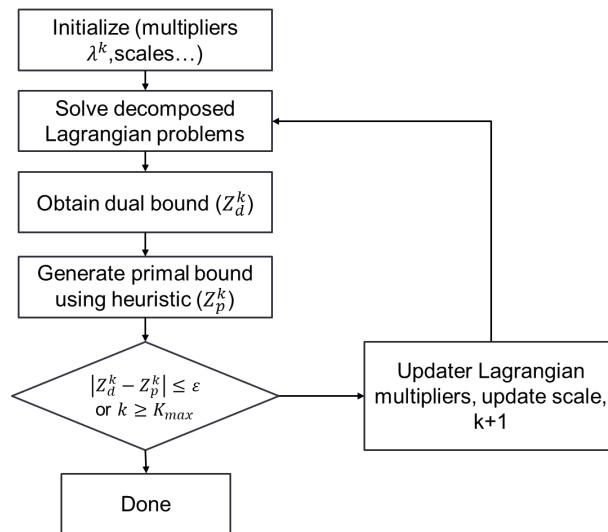 Initialize (multipliers
λ^k,scales…)
Solve decomposed
Lagrangian problems
Obtain dual bound (Z_d^k)
Generate primal bound
using heuristic (Z_p^k)
|Z_d^k − Z_p^k| ≤ ε
or k ≥ K_max
Updater Lagrangian
multipliers, update scale,
k+1
Done